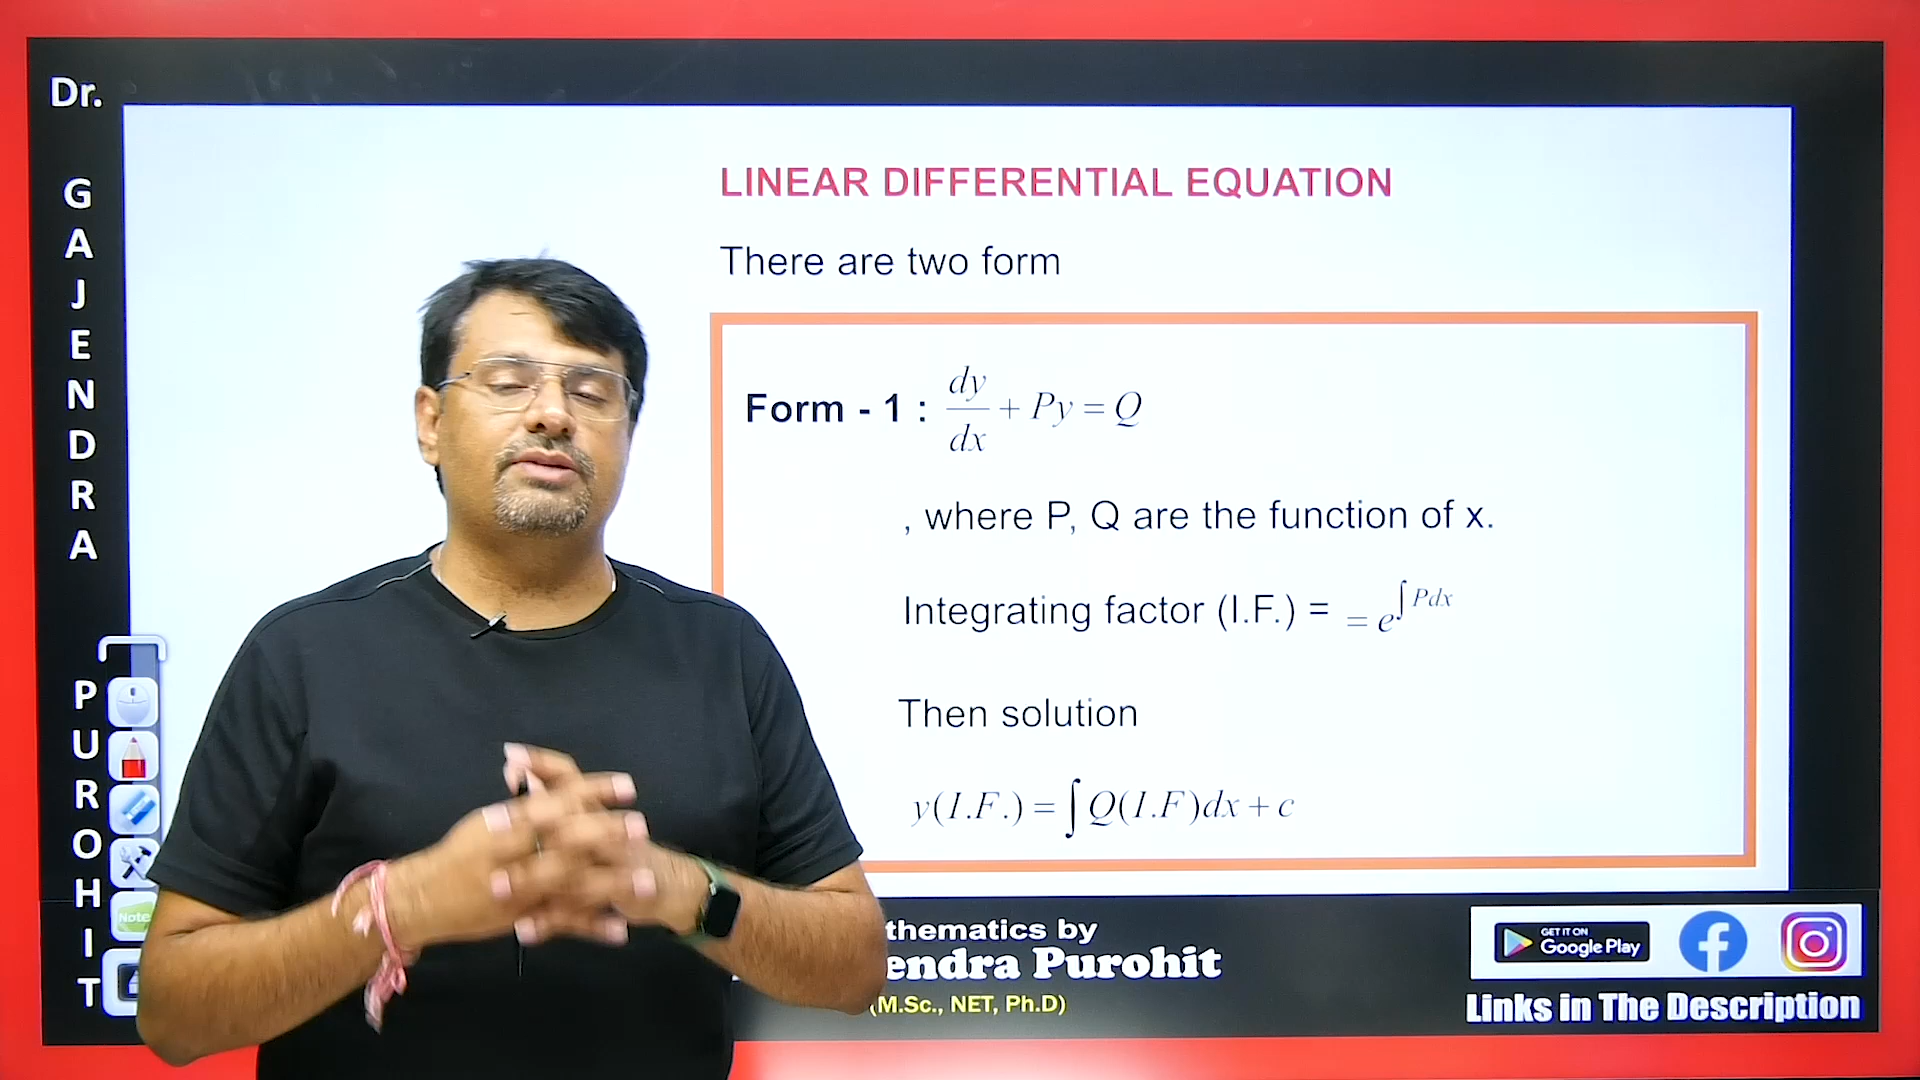 Dr.
GAJENDRA
PUROHIT
LINEAR DIFFERENTIAL EQUATION
There are two form
Form - 1 : dy/dx + Py = Q
, where P, Q are the function of x.
Integrating factor (I.F.) = = e^∫Pdx
Then solution
y(I.F.) = ∫Q(I.F)dx + c
Note
thematics by
endra Purohit
(M.Sc., NET, Ph.D)
GET IT ON
Google Play
Links in The Description